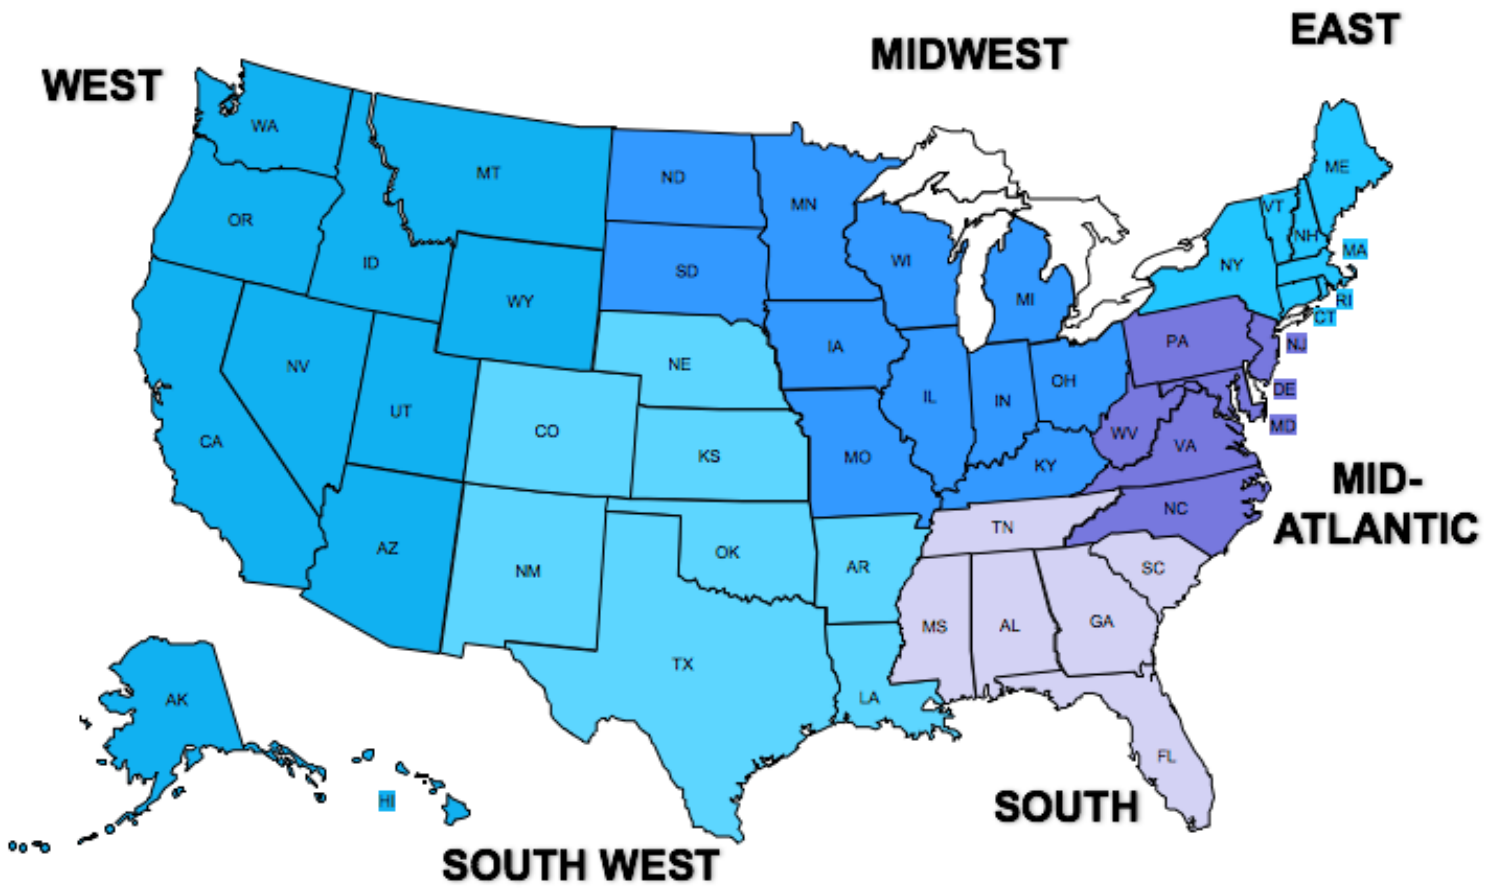 EAST
MIDWEST
WEST
WA
MT
ND
MN
ME
OR
ID
SD
WI
MI
NY
VT
NH
MA
RI
CT
WY
NV
UT
CA
CO
NE
KS
IA
IL
IN
OH
PA
NJ
DE
MD
MO
KY
WV
VA
MID-
ATLANTIC
AZ
NM
OK
AR
TN
NC
SC
MS
AL
GA
TX
LA
FL
AK
HI
SOUTH
SOUTH WEST